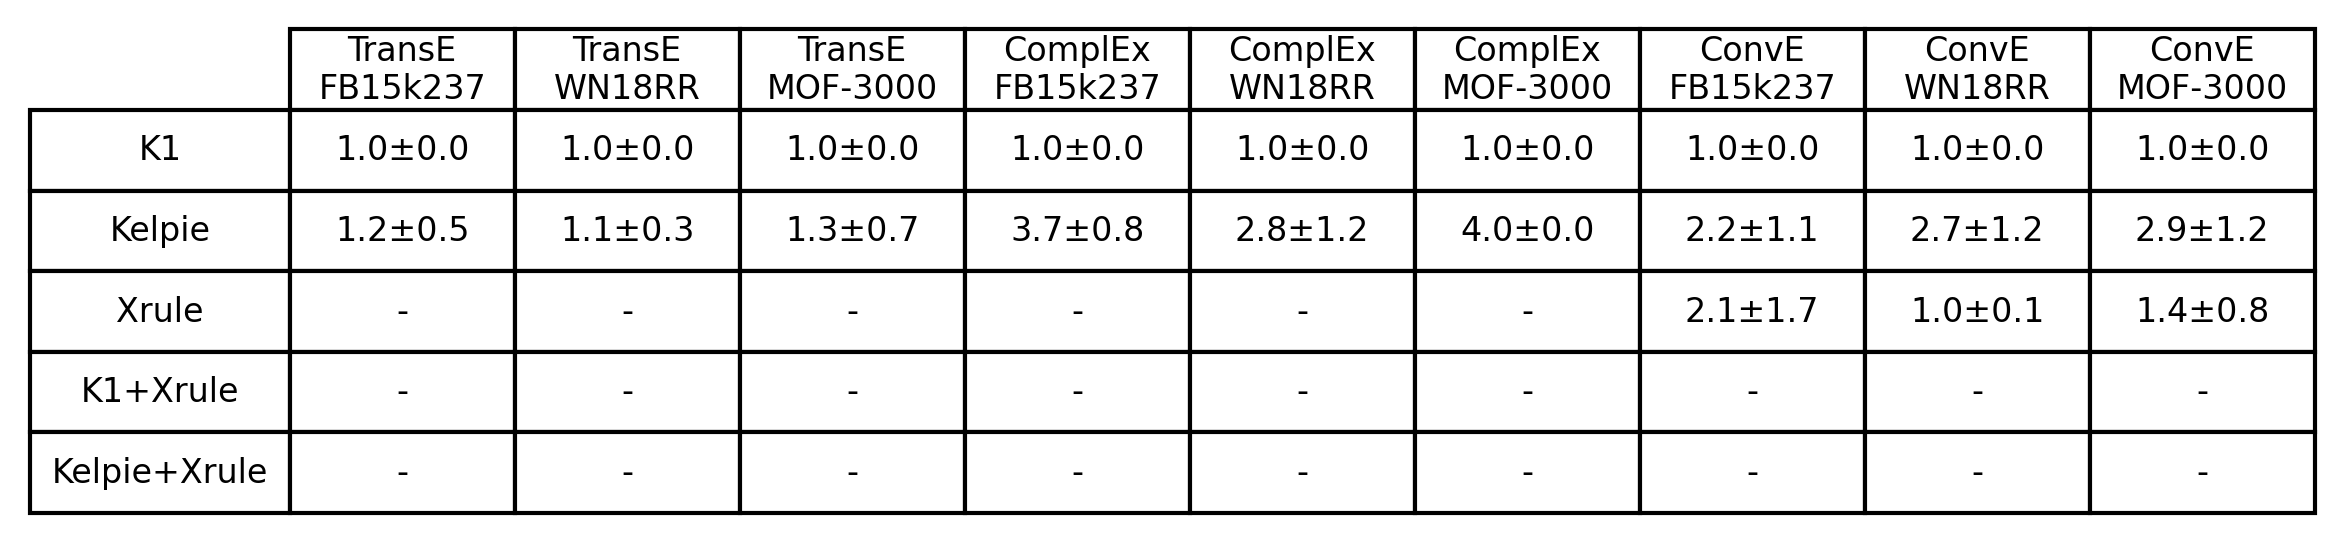 TransE TransE TransE ComplEx ComplEx ComplEx ConvE ConvE ConvE
FB15k237 WN18RR MOF-3000 FB15k237 WN18RR MOF-3000 FB15k237 WN18RR MOF-3000
K1 1.0±0.0 1.0±0.0 1.0±0.0 1.0±0.0 1.0±0.0 1.0±0.0 1.0±0.0 1.0±0.0 1.0±0.0
Kelpie 1.2±0.5 1.1±0.3 1.3±0.7 3.7±0.8 2.8±1.2 4.0±0.0 2.2±1.1 2.7±1.2 2.9±1.2
Xrule - - - - - - 2.1±1.7 1.0±0.1 1.4±0.8
K1+Xrule - - - - - - - - -
Kelpie+Xrule - - - - - - - - -